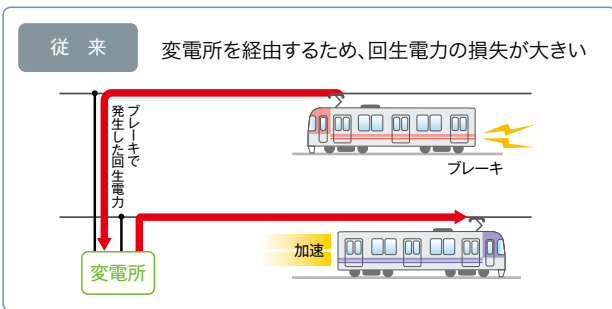 従 来
変電所を経由するため、回生電力の損失が大きい
ブレーキで
発生した回生電力
ブレーキ
加速
変電所